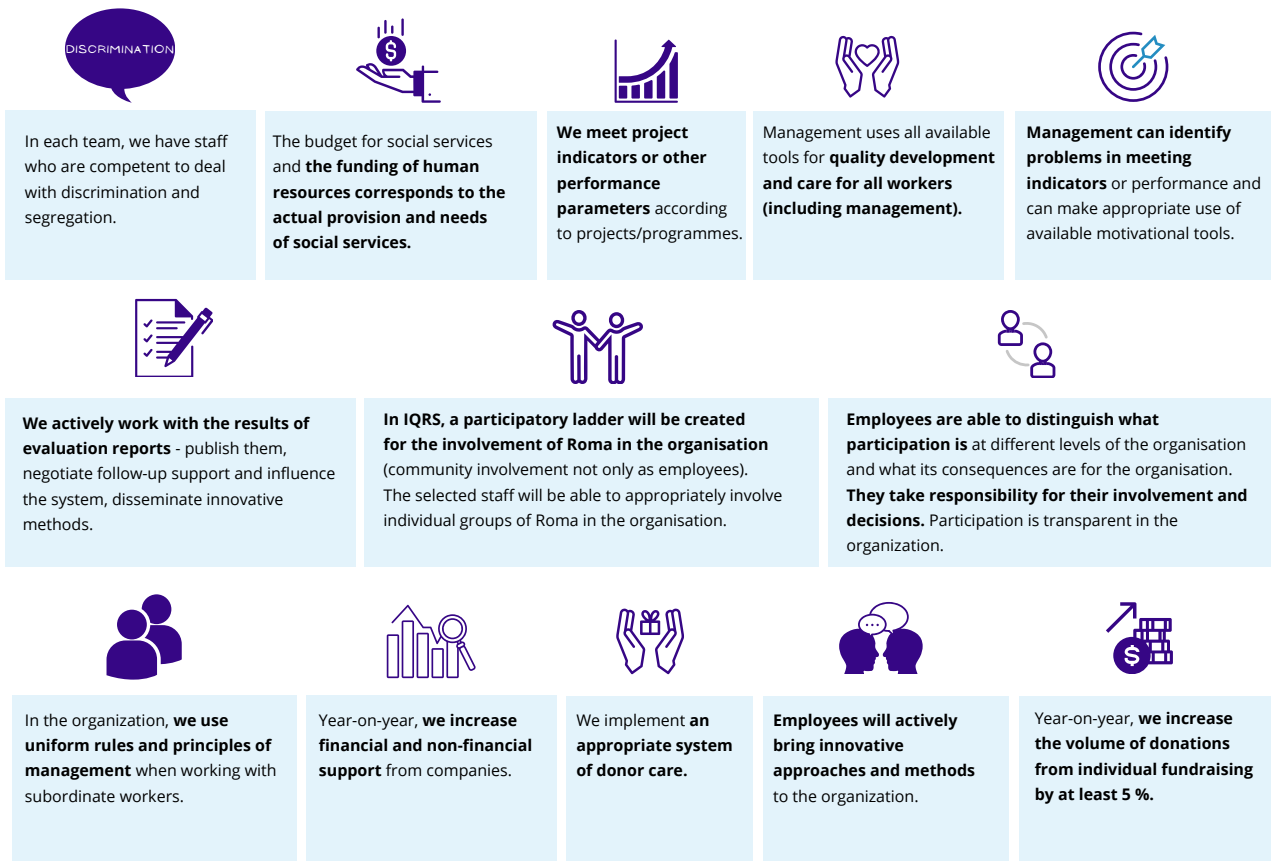 DISCRIMINATION
$
In each team, we have staff
who are competent to deal
with discrimination and
segregation.
The budget for social services
and the funding of human
resources corresponds to the
actual provision and needs
of social services.
We meet project
indicators or other
performance
parameters according
to projects/programmes.
Management uses all available
tools for quality development
and care for all workers
(including management).
Management can identify
problems in meeting
indicators or performance and
can make appropriate use of
available motivational tools.
We actively work with the results of
evaluation reports - publish them,
negotiate follow-up support and influence
the system, disseminate innovative
methods.
In IQRS, a participatory ladder will be created
for the involvement of Roma in the organisation
(community involvement not only as employees).
The selected staff will be able to appropriately involve
individual groups of Roma in the organisation.
Employees are able to distinguish what
participation is at different levels of the organisation
and what its consequences are for the organisation.
They take responsibility for their involvement and
decisions. Participation is transparent in the
organization.
$
In the organization, we use
uniform rules and principles of
management when working with
subordinate workers.
Year-on-year, we increase
financial and non-financial
support from companies.
We implement an
appropriate system
of donor care.
Employees will actively
bring innovative
approaches and methods
to the organization.
Year-on-year, we increase
the volume of donations
from individual fundraising
by at least 5 %.